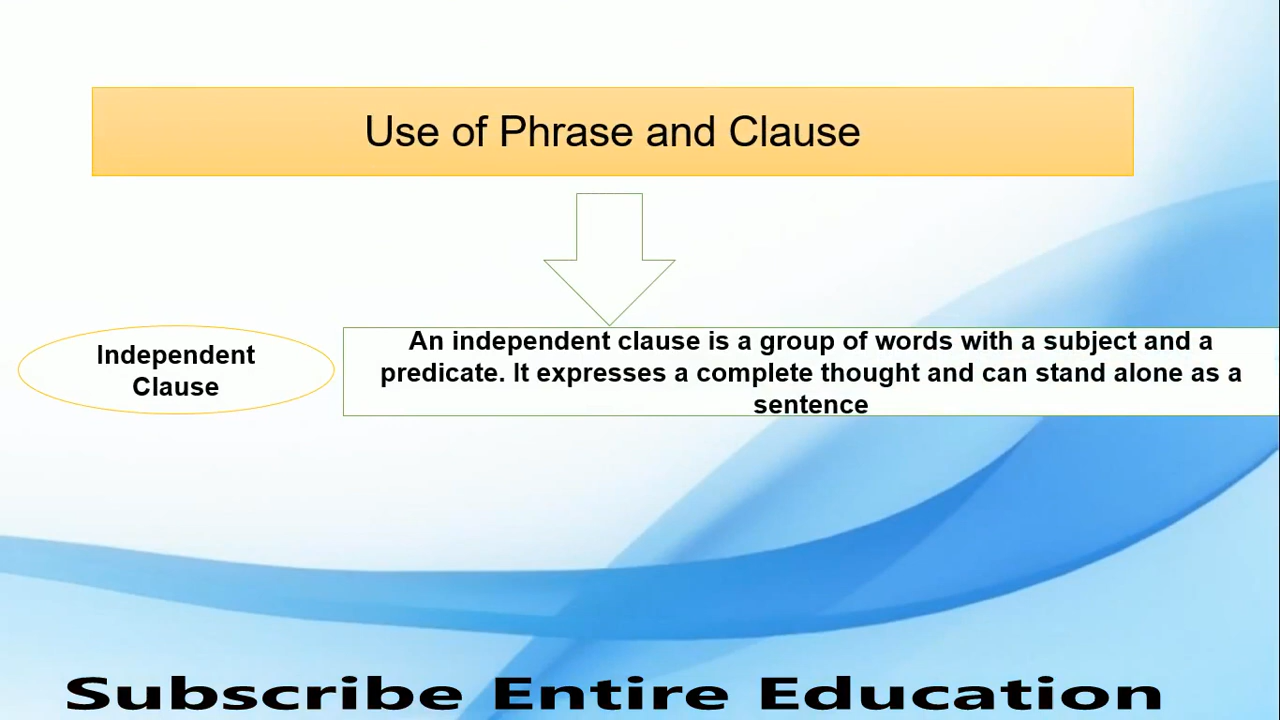 Use of Phrase and Clause
Independent
Clause
An independent clause is a group of words with a subject and a
predicate. It expresses a complete thought and can stand alone as a
sentence
Subscribe Entire Education